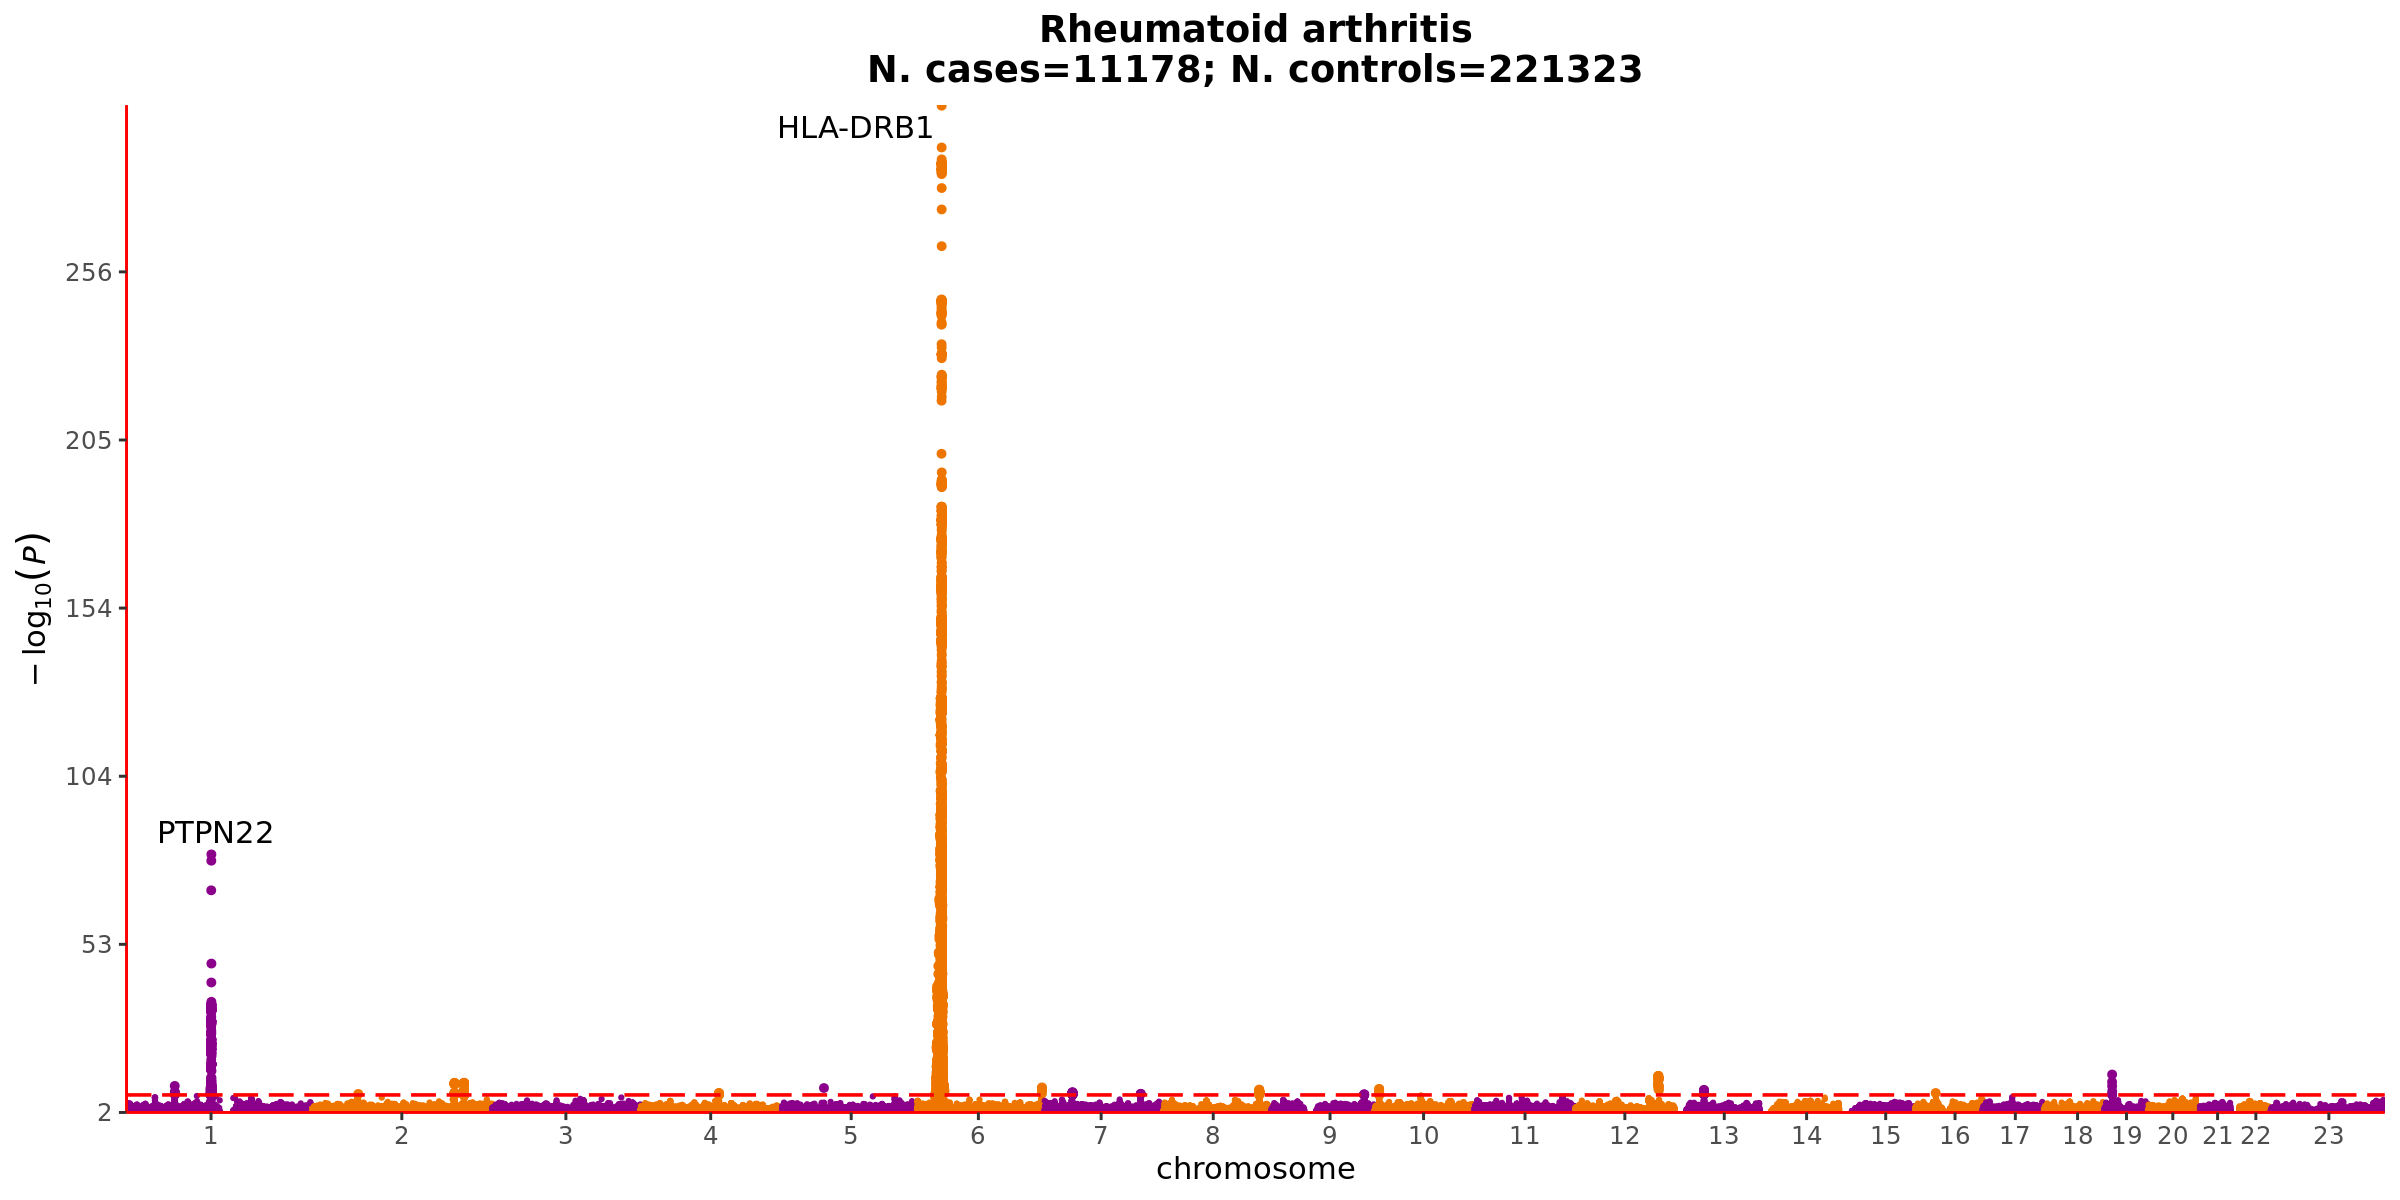 Rheumatoid arthritis
N. cases=11178; N. controls=221323
HLA-DRB1
PTPN22
−log₁₀(P)
256
205
154
104
53
2
1 2 3 4 5 6 7 8 9 10 11 12 13 14 15 16 17 18 19 20 21 22 23
chromosome